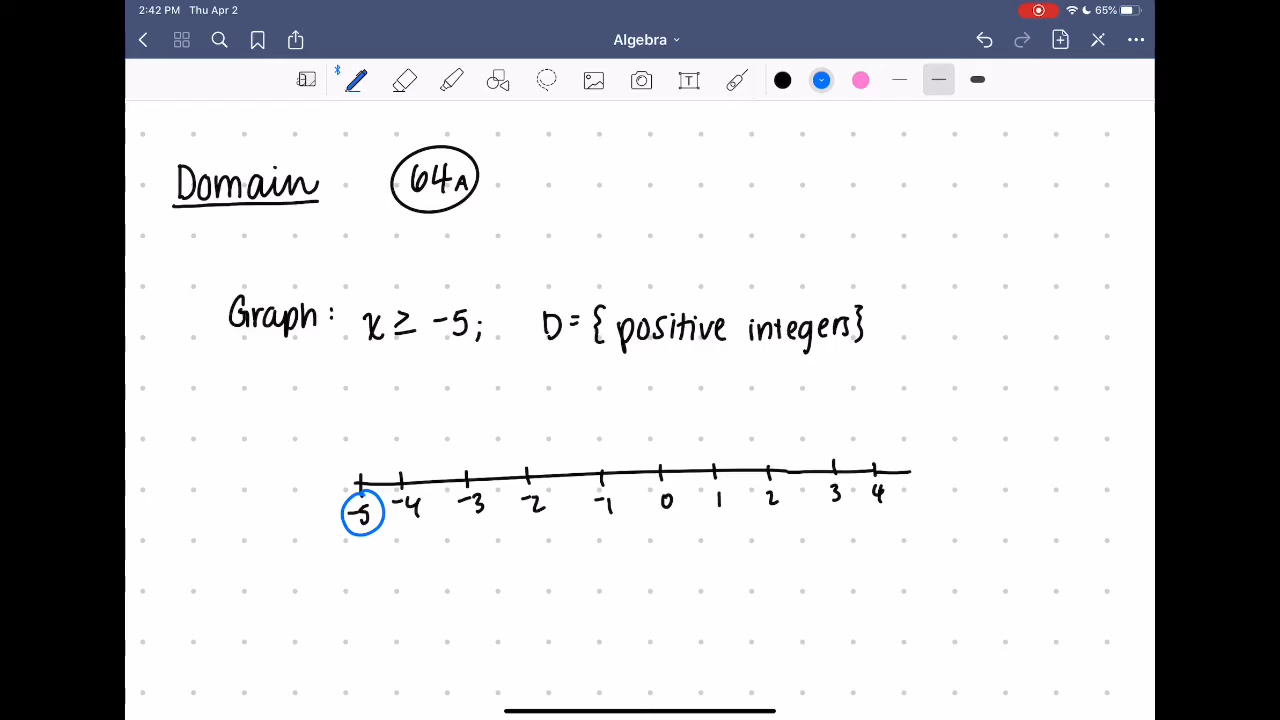 2:42 PM Thu Apr 2 65%
Algebra
T
Domain 64A
Graph: x ≥ -5; D = { positive integers}
-5 -4 -3 -2 -1 0 1 2 3 4